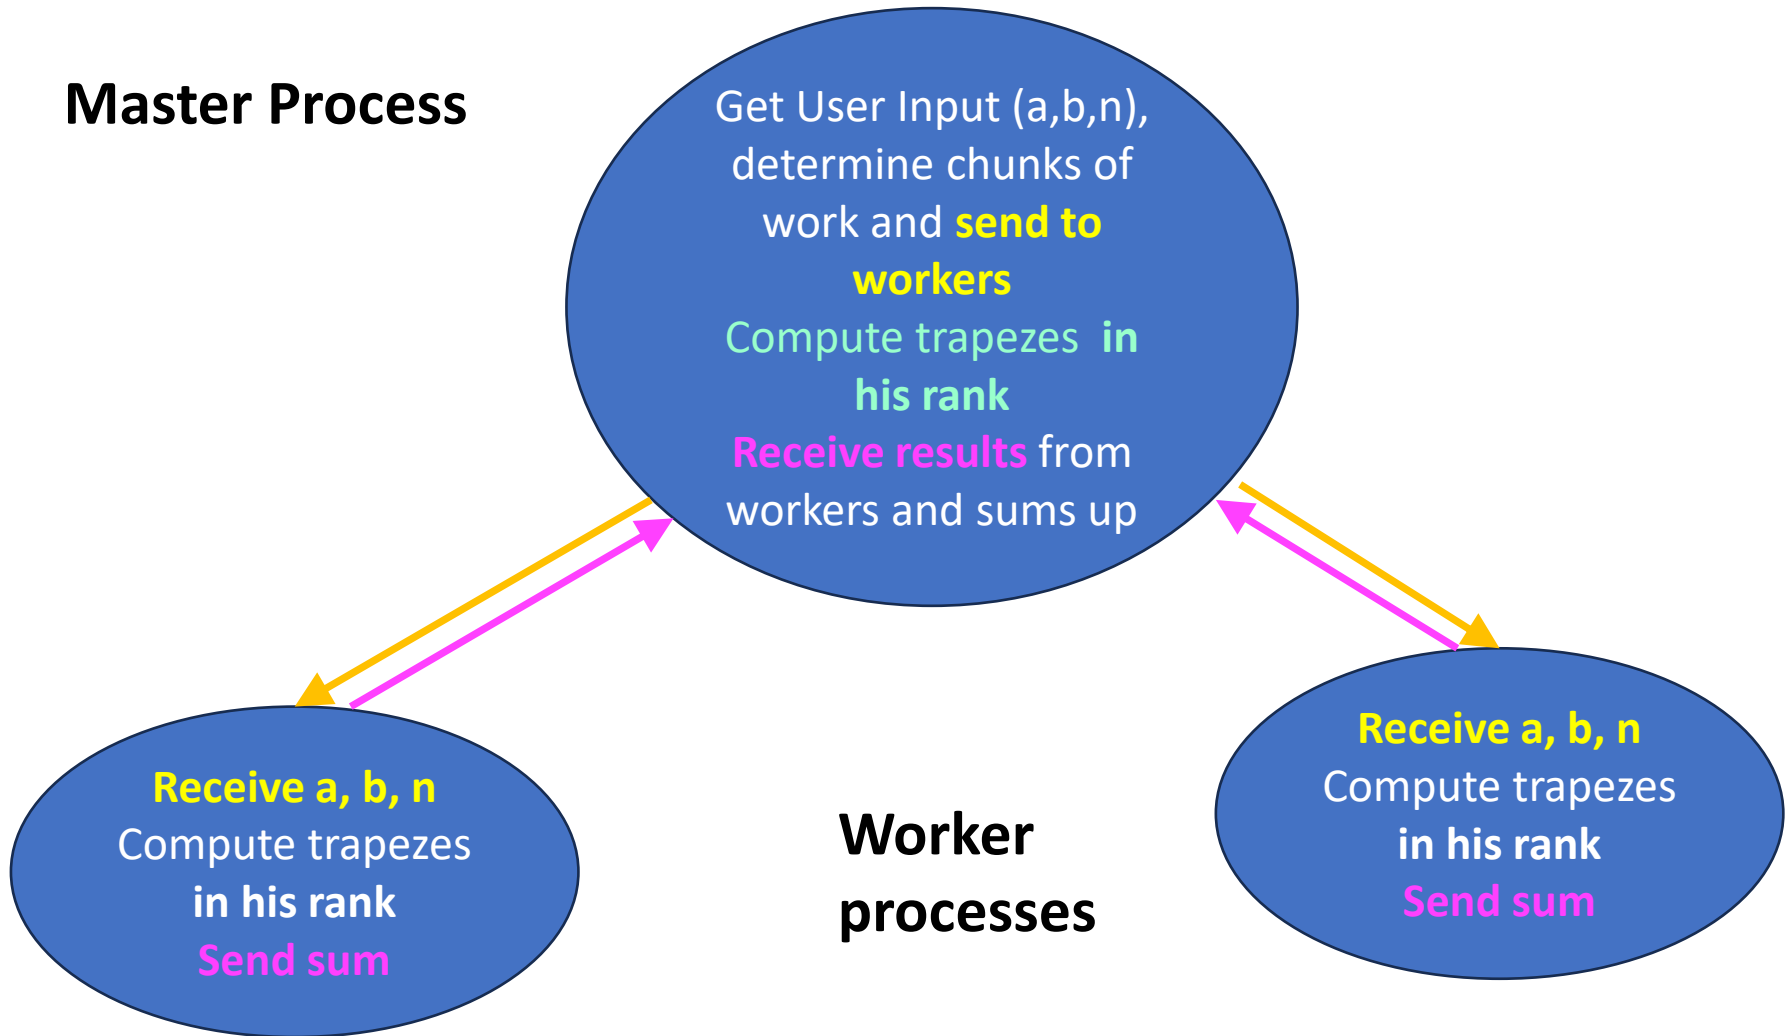 Master Process
Get User Input (a,b,n),
determine chunks of
work and send to
workers
Compute trapezes in
his rank
Receive results from
workers and sums up
Receive a, b, n
Compute trapezes
in his rank
Send sum
Worker
processes
Receive a, b, n
Compute trapezes
in his rank
Send sum